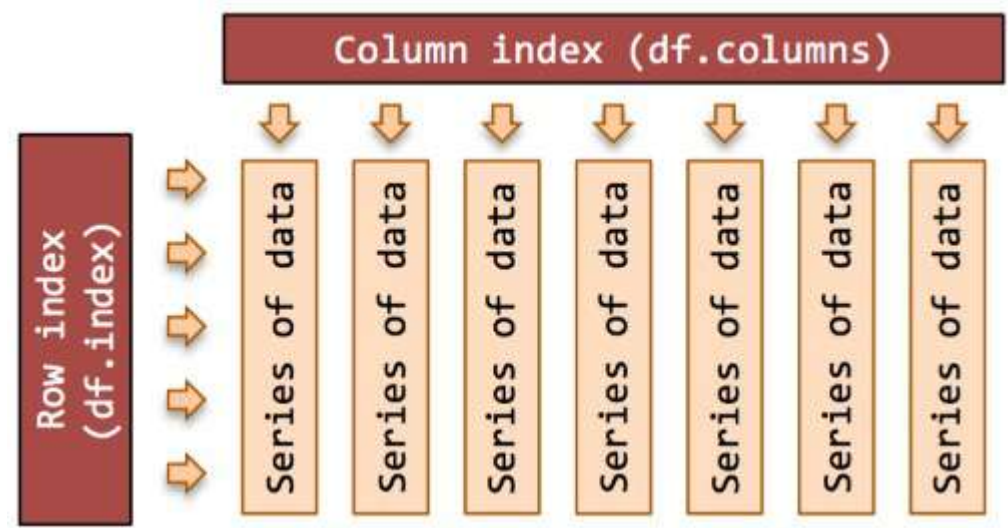 Column index (df.columns)
Row index
(df.index)
Series of data
Series of data
Series of data
Series of data
Series of data
Series of data
Series of data